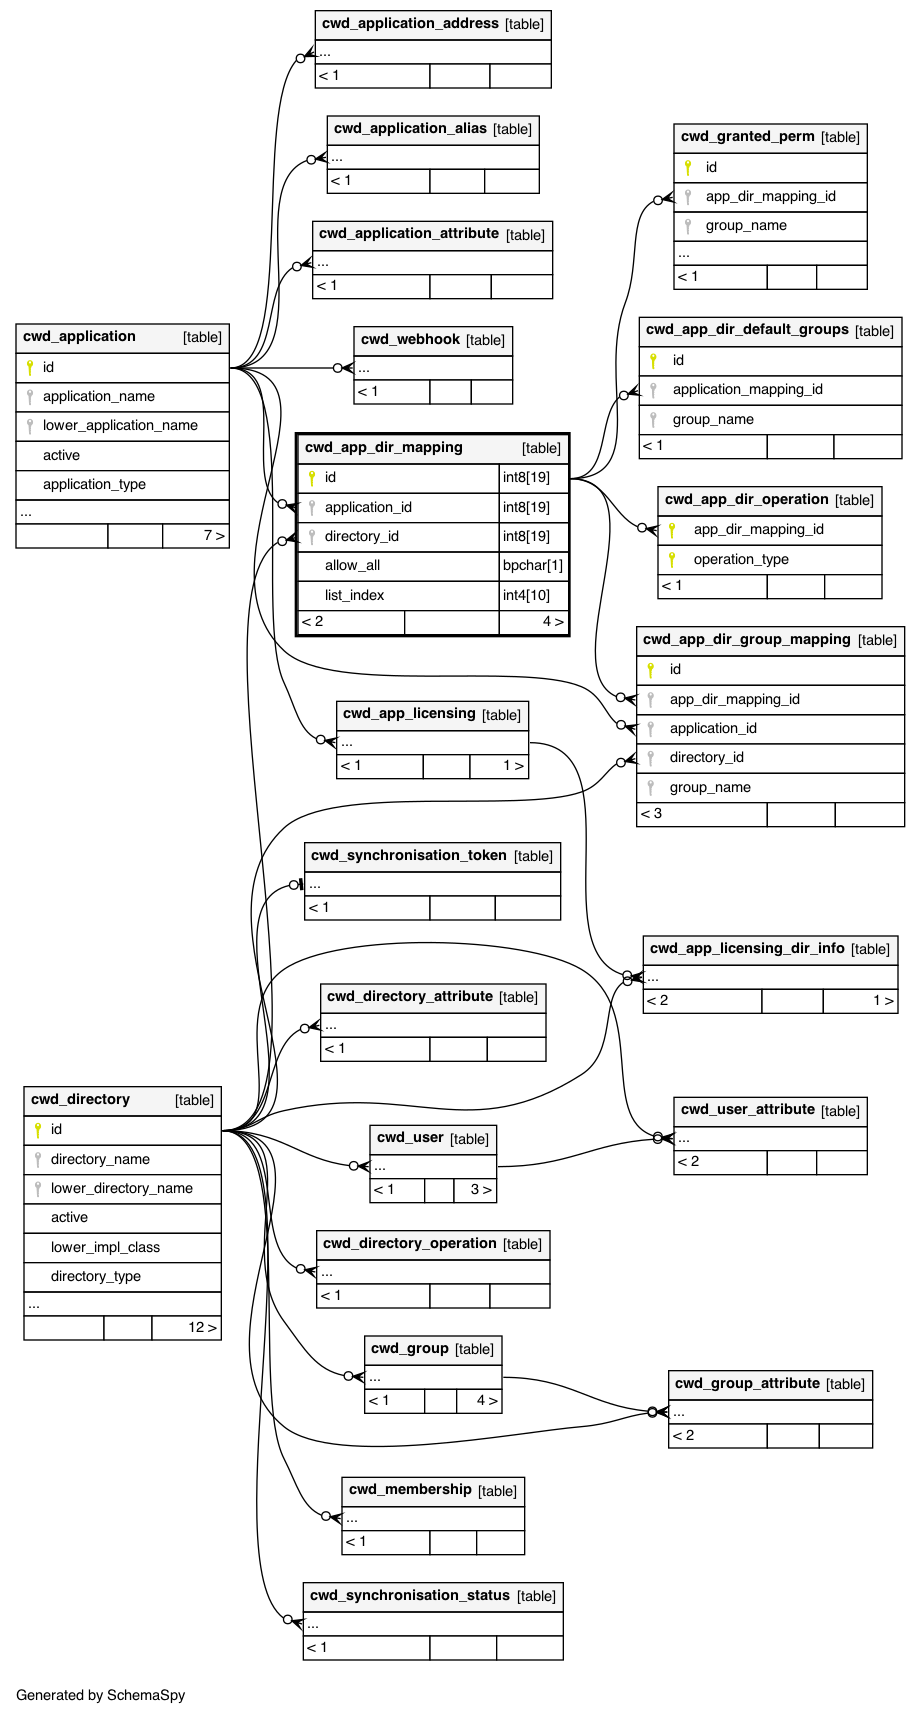 cwd_application_address [table]
...
< 1
cwd_application_alias [table]
...
< 1
cwd_application_attribute [table]
...
< 1
cwd_webhook [table]
...
< 1
cwd_application [table]
id
application_name
lower_application_name
active
application_type
...
7 >
cwd_app_dir_mapping [table]
id int8[19]
application_id int8[19]
directory_id int8[19]
allow_all bpchar[1]
list_index int4[10]
< 2 4 >
cwd_granted_perm [table]
id
app_dir_mapping_id
group_name
...
< 1
cwd_app_dir_default_groups [table]
id
application_mapping_id
group_name
< 1
cwd_app_dir_operation [table]
app_dir_mapping_id
operation_type
< 1
cwd_app_dir_group_mapping [table]
id
app_dir_mapping_id
application_id
directory_id
group_name
< 3
cwd_app_licensing [table]
...
< 1 1 >
cwd_synchronisation_token [table]
...
< 1
cwd_app_licensing_dir_info [table]
...
< 2 1 >
cwd_directory_attribute [table]
...
< 1
cwd_directory [table]
id
directory_name
lower_directory_name
active
lower_impl_class
directory_type
...
12 >
cwd_user [table]
...
< 1 3 >
cwd_user_attribute [table]
...
< 2
cwd_directory_operation [table]
...
< 1
cwd_group [table]
...
< 1 4 >
cwd_group_attribute [table]
...
< 2
cwd_membership [table]
...
< 1
cwd_synchronisation_status [table]
...
< 1
Generated by SchemaSpy